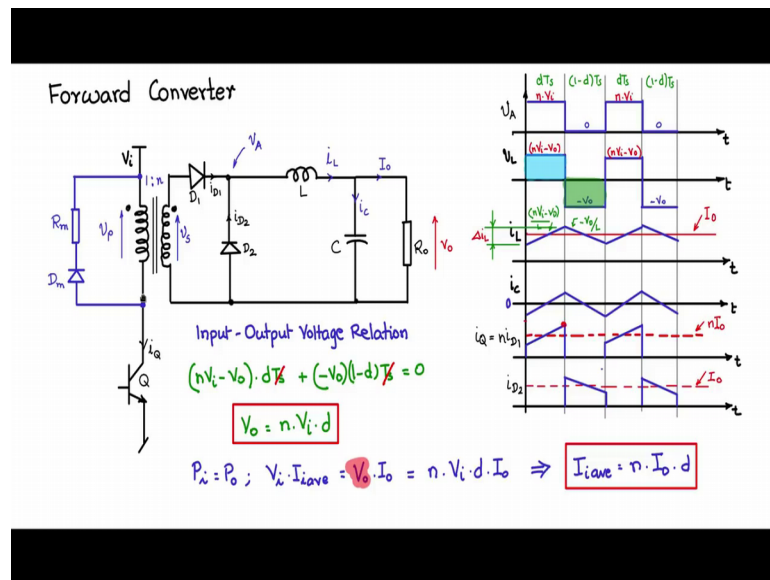 Forward Converter
Vi
1:n
Rm
Dm
vp
vs
D1
iD1
vA
iD2
D2
iL
L
Io
ic
C
Ro
vo
iQ
Q
Input-Output Voltage Relation
(nVi-Vo).dTs + (-Vo)(1-d)Ts = 0
Vo = n.Vi.d
Pi=Po ; Vi.Iiave = Vo.Io = n.Vi.d.Io ⇒ Iiave = n.Io.d
dTs (1-d)Ts dTs (1-d)Ts
vA n.Vi 0 n.Vi 0 t
vL (nVi-Vo) -Vo (nVi-Vo) -Vo t
iL ΔiL (nVi-Vo)/L -Vo/L Io t
ic 0 t
iQ = niD1 nIo t
iD2 Io t